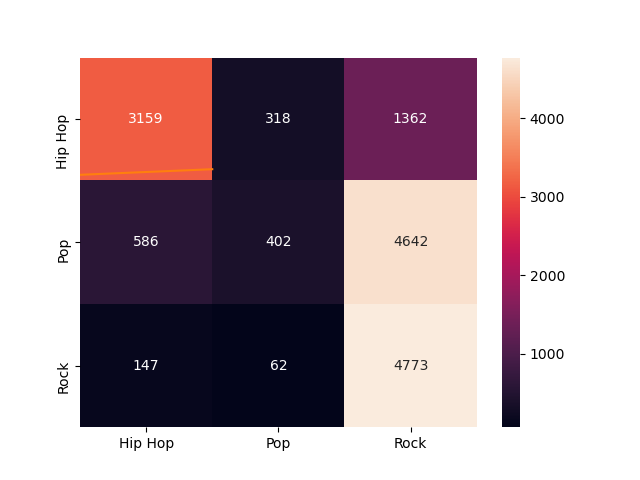 Hip Hop 3159 318 1362
Pop 586 402 4642
Rock 147 62 4773
Hip Hop Pop Rock
4000
3000
2000
1000